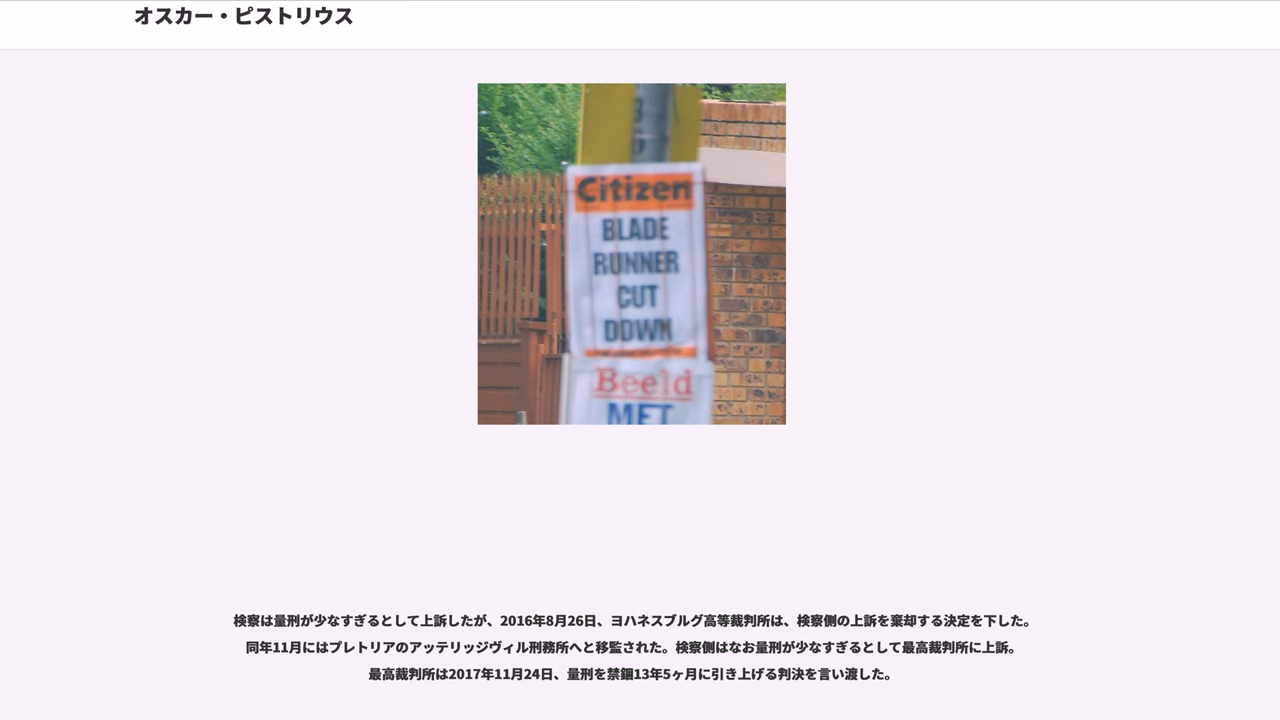 オスカー・ピストリウス
Citizen
BLADE
RUNNER
CUT
DOWN
Beeld
MET
検察は量刑が少なすぎるとして上訴したが、2016年8月26日、ヨハネスブルグ高等裁判所は、検察側の上訴を棄却する決定を下した。
同年11月にはプレトリアのアッテリッジヴィル刑務所へと移監された。検察側はなお量刑が少なすぎるとして最高裁判所に上訴。
最高裁判所は2017年11月24日、量刑を禁錮13年5ヶ月に引き上げる判決を言い渡した。